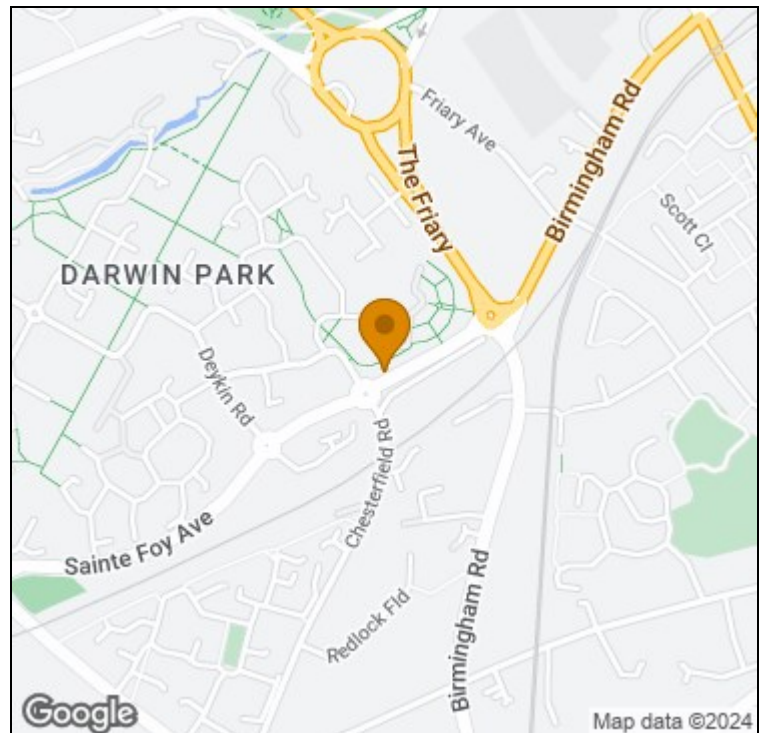 Friary Ave
The Friary
Birmingham Rd
Scott Cl
DARWIN PARK
Deykin Rd
Chesterfield Rd
Sainte Foy Ave
Redlock Fld
Birmingham Rd
Google
Map data ©2024